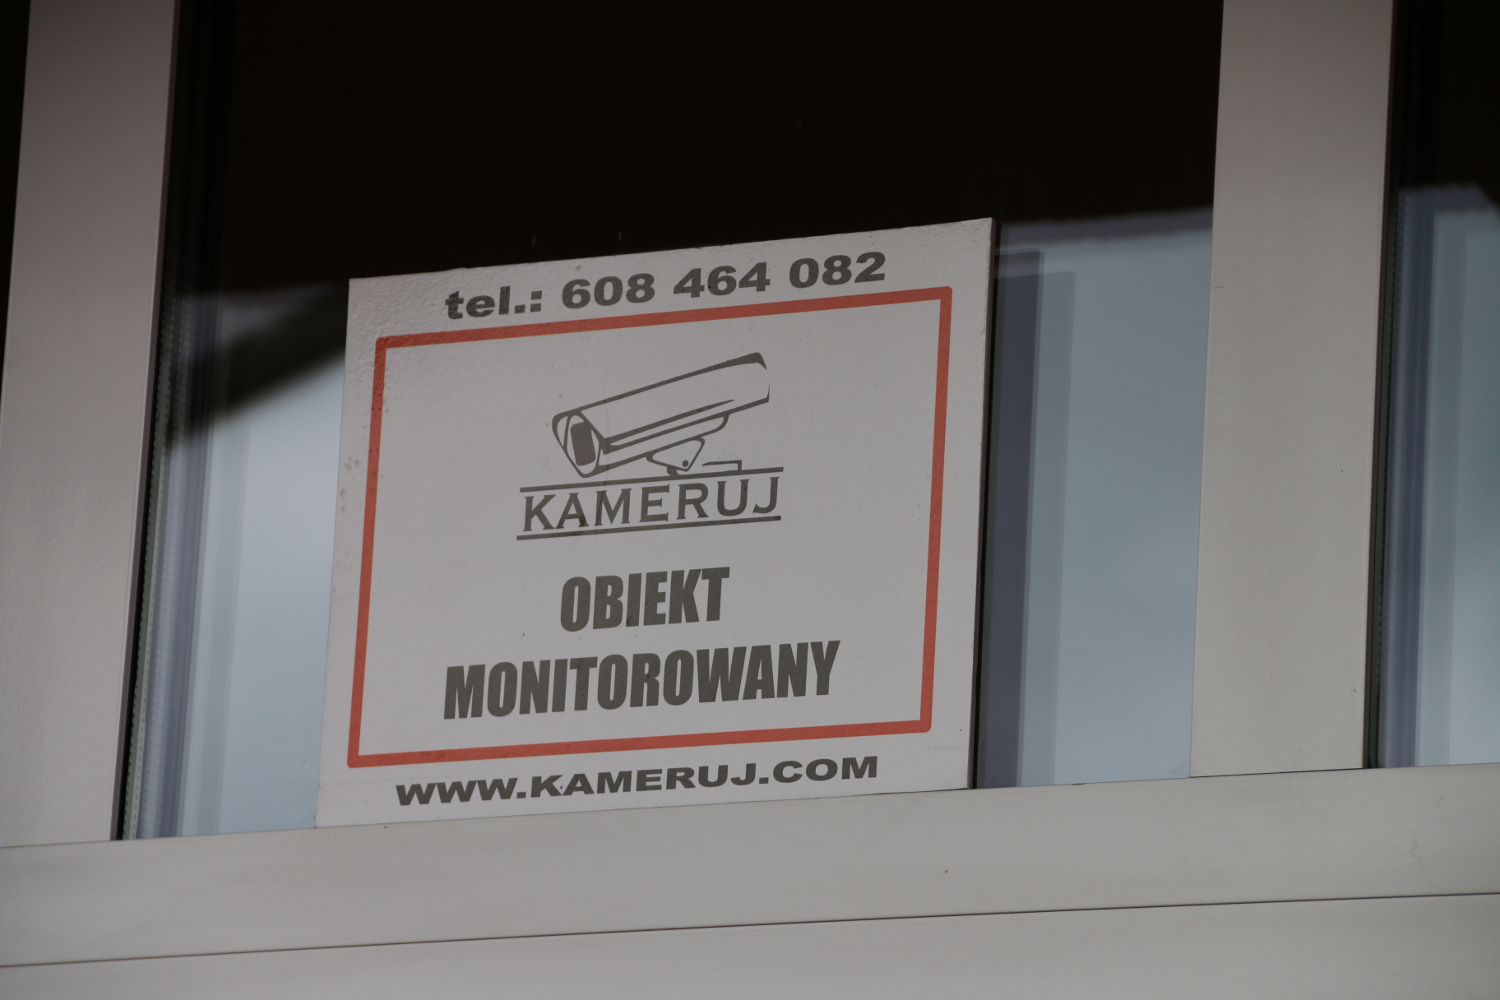 tel.: 608 464 082
KAMERUJ
OBIEKT
MONITOROWANY
WWW.KAMERUJ.COM